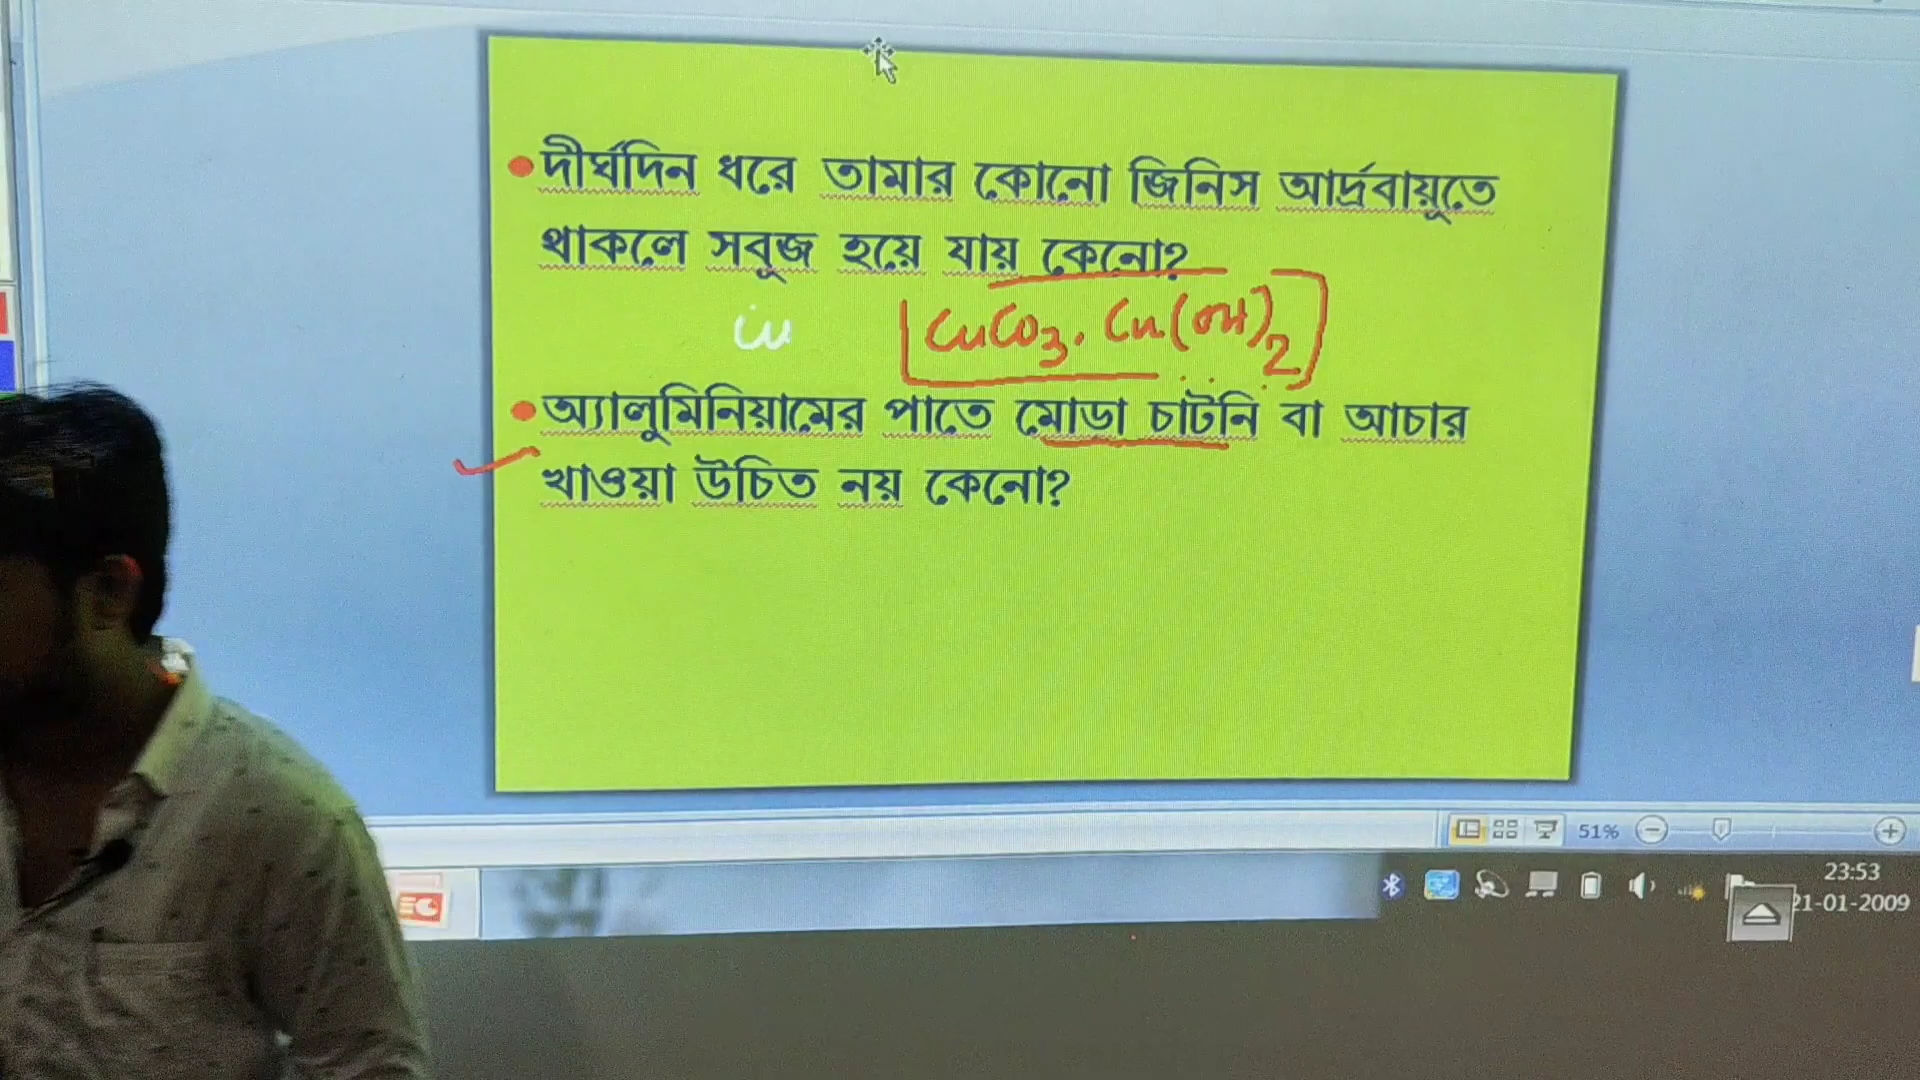 • দীর্ঘদিন ধরে তামার কোনো জিনিস আর্দ্রবায়ূতে
থাকলে সবুজ হয়ে যায় কেনো?
Cu CuCO3. Cu(OH)2
• অ্যালুমিনিয়ামের পাতে মোডা চাটনি বা আচার
খাওয়া উচিত নয় কেনো?
51%
23:53
21-01-2009